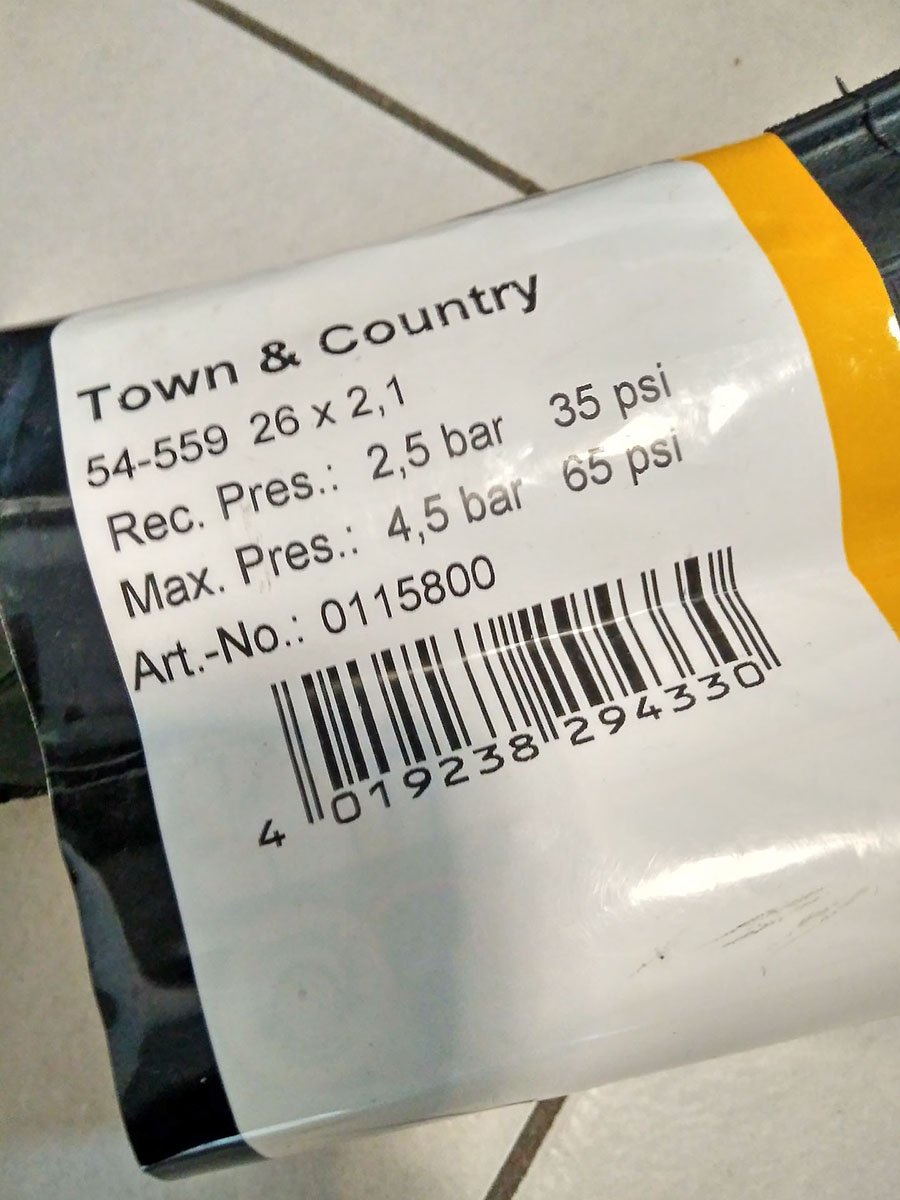 Town & Country
54-559 26 x 2,1
Rec. Pres.: 2,5 bar 35 psi
Max. Pres.: 4,5 bar 65 psi
Art.-No.: 0115800
4 019238 294330